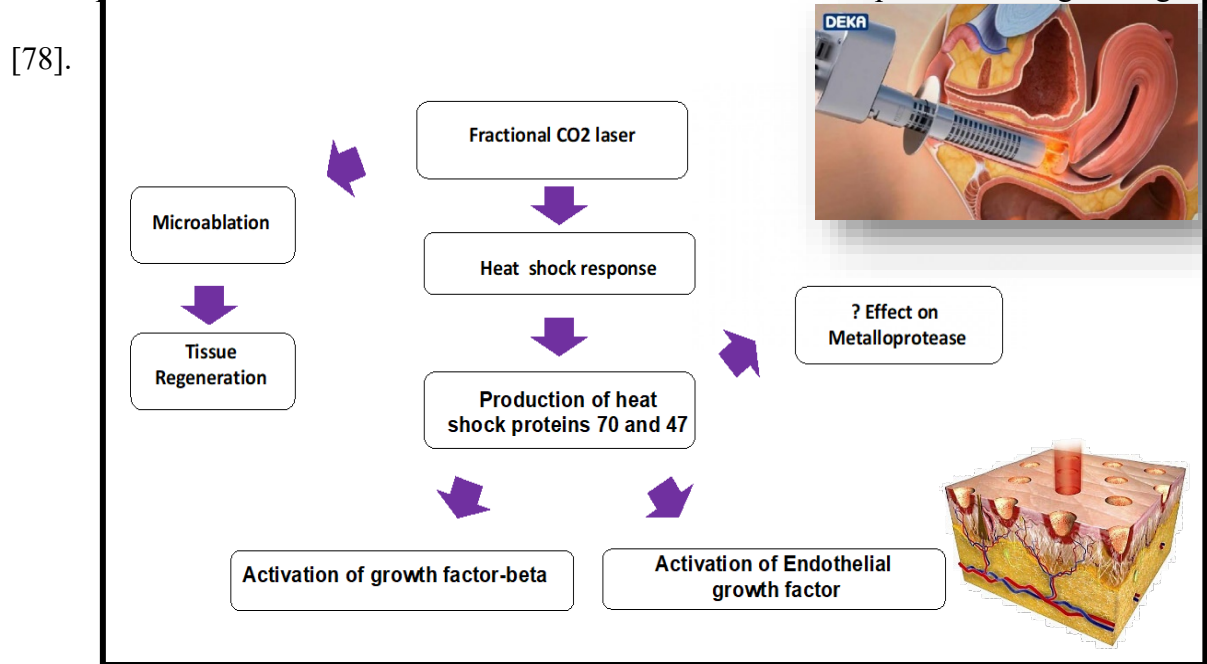 [78].
DEKA
Fractional CO2 laser
Microablation
Heat shock response
? Effect on
Metalloprotease
Tissue
Regeneration
Production of heat
shock proteins 70 and 47
Activation of growth factor-beta
Activation of Endothelial
growth factor